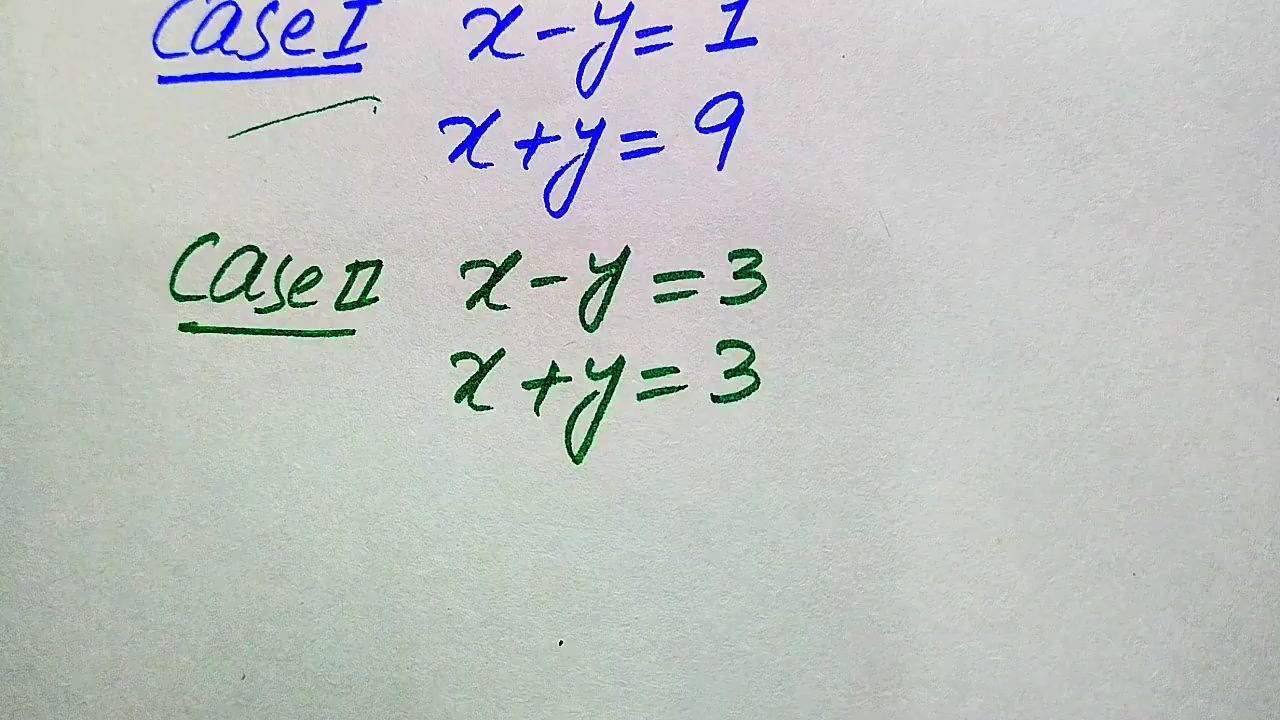 Case I x-y= 1
x+y= 9
Case II x-y=3
x+y=3